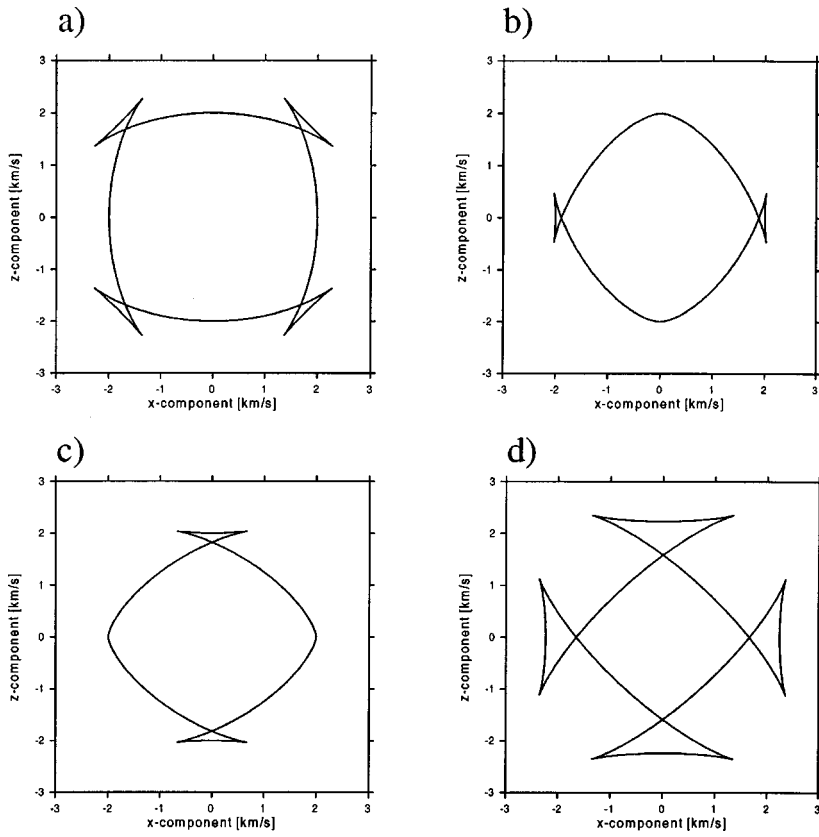 a)
3
2
1
0
-1
-2
-3
z-component [km/s]
-3 -2 -1 0 1 2 3
x-component [km/s]
b)
3
2
1
0
-1
-2
-3
z-component [km/s]
-3 -2 -1 0 1 2 3
x-component [km/s]
c)
3
2
1
0
-1
-2
-3
z-component [km/s]
-3 -2 -1 0 1 2 3
x-component [km/s]
d)
3
2
1
0
-1
-2
-3
z-component [km/s]
-3 -2 -1 0 1 2 3
x-component [km/s]